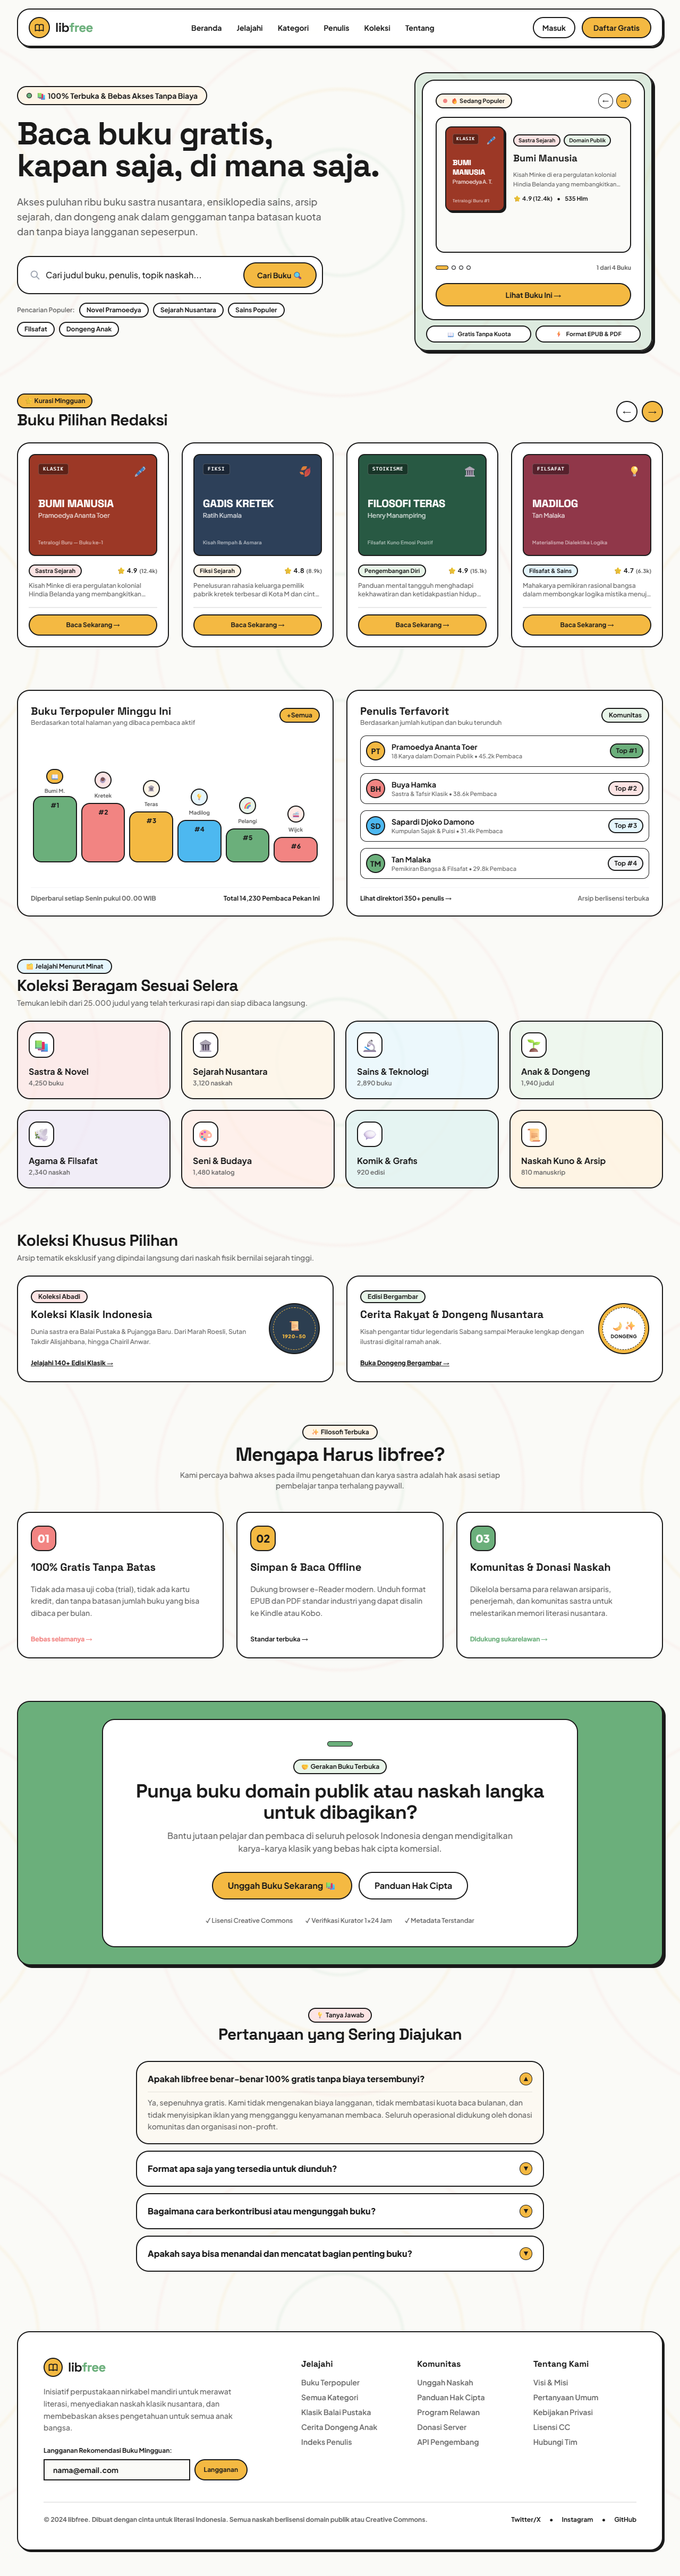 libfree
Beranda Jelajahi Kategori Penulis Koleksi Tentang
Masuk Daftar Gratis
100% Terbuka & Bebas Akses Tanpa Biaya
Baca buku gratis,
kapan saja, di mana saja.
Akses puluhan ribu buku sastra nusantara, ensiklopedia sains, arsip
sejarah, dan dongeng anak dalam genggaman tanpa batasan kuota
dan tanpa biaya langganan sepeserpun.
Cari judul buku, penulis, topik naskah...
Cari Buku
Pencarian Populer: Novel Pramoedya Sejarah Nusantara Sains Populer
Filsafat Dongeng Anak
Sedang Populer
← →
KLASIK
BUMI
MANUSIA
Pramoedya A. T.
Tetralogi Buru #1
Sastra Sejarah Domain Publik
Bumi Manusia
Kisah Minke di era pergulatan kolonial
Hindia Belanda yang membangkitkan...
4.9 (12.4k) • 535 Hlm
1 dari 4 Buku
Lihat Buku Ini →
Gratis Tanpa Kuota Format EPUB & PDF
Kurasi Mingguan
Buku Pilihan Redaksi
← →
KLASIK
BUMI MANUSIA
Pramoedya Ananta Toer
Tetralogi Buru — Buku ke-1
Sastra Sejarah 4.9 (12.4k)
Kisah Minke di era pergulatan kolonial
Hindia Belanda yang membangkitkan...
Baca Sekarang →
FIKSI
GADIS KRETEK
Ratih Kumala
Kisah Rempah & Asmara
Fiksi Sejarah 4.8 (8.9k)
Penelusuran rahasia keluarga pemilik
pabrik kretek terbesar di Kota M dan cint...
Baca Sekarang →
STOIKISME
FILOSOFI TERAS
Henry Manampiring
Filsafat Kuno Emosi Positif
Pengembangan Diri 4.9 (15.1k)
Panduan mental tangguh menghadapi
kekhawatiran dan ketidakpastian hidup...
Baca Sekarang →
FILSAFAT
MADILOG
Tan Malaka
Materialisme Dialektika Logika
Filsafat & Sains 4.7 (6.3k)
Mahakarya pemikiran rasional bangsa
dalam membongkar logika mistika menuj...
Baca Sekarang →
Buku Terpopuler Minggu Ini
Berdasarkan total halaman yang dibaca pembaca aktif
+Semua
Bumi M.
#1
Kretek
#2
Teras
#3
Madilog
#4
Pelangi
#5
Wijck
#6
Diperbarui setiap Senin pukul 00.00 WIB
Total 14,230 Pembaca Pekan Ini
Penulis Terfavorit
Berdasarkan jumlah kutipan dan buku terunduh
Komunitas
PT
Pramoedya Ananta Toer
18 Karya dalam Domain Publik • 45.2k Pembaca
Top #1
BH
Buya Hamka
Sastra & Tafsir Klasik • 38.6k Pembaca
Top #2
SD
Sapardi Djoko Damono
Kumpulan Sajak & Puisi • 31.4k Pembaca
Top #3
TM
Tan Malaka
Pemikiran Bangsa & Filsafat • 29.8k Pembaca
Top #4
Lihat direktori 350+ penulis →
Arsip berlisensi terbuka
Jelajahi Menurut Minat
Koleksi Beragam Sesuai Selera
Temukan lebih dari 25.000 judul yang telah terkurasi rapi dan siap dibaca langsung.
Sastra & Novel
4,250 buku
Sejarah Nusantara
3,120 naskah
Sains & Teknologi
2,890 buku
Anak & Dongeng
1,940 judul
Agama & Filsafat
2,340 naskah
Seni & Budaya
1,480 katalog
Komik & Grafis
920 edisi
Naskah Kuno & Arsip
810 manuskrip
Koleksi Khusus Pilihan
Arsip tematik eksklusif yang dipindai langsung dari naskah fisik bernilai sejarah tinggi.
Koleksi Abadi
Koleksi Klasik Indonesia
Dunia sastra era Balai Pustaka & Pujangga Baru. Dari Marah Roesli, Sutan
Takdir Alisjahbana, hingga Chairil Anwar.
Jelajahi 140+ Edisi Klasik →
1920-50
Edisi Bergambar
Cerita Rakyat & Dongeng Nusantara
Kisah pengantar tidur legendaris Sabang sampai Merauke lengkap dengan
ilustrasi digital ramah anak.
Buka Dongeng Bergambar →
DONGENG
Filosofi Terbuka
Mengapa Harus libfree?
Kami percaya bahwa akses pada ilmu pengetahuan dan karya sastra adalah hak asasi setiap
pembelajar tanpa terhalang paywall.
01
100% Gratis Tanpa Batas
Tidak ada masa uji coba (trial), tidak ada kartu
kredit, dan tanpa batasan jumlah buku yang bisa
dibaca per bulan.
Bebas selamanya →
02
Simpan & Baca Offline
Dukung browser e-Reader modern. Unduh format
EPUB dan PDF standar industri yang dapat disalin
ke Kindle atau Kobo.
Standar terbuka →
03
Komunitas & Donasi Naskah
Dikelola bersama para relawan arsiparis,
penerjemah, dan komunitas sastra untuk
melestarikan memori literasi nusantara.
Didukung sukarelawan →
Gerakan Buku Terbuka
Punya buku domain publik atau naskah langka
untuk dibagikan?
Bantu jutaan pelajar dan pembaca di seluruh pelosok Indonesia dengan mendigitalkan
karya-karya klasik yang bebas hak cipta komersial.
Unggah Buku Sekarang Panduan Hak Cipta
✓ Lisensi Creative Commons ✓ Verifikasi Kurator 1x24 Jam ✓ Metadata Terstandar
Tanya Jawab
Pertanyaan yang Sering Diajukan
Apakah libfree benar-benar 100% gratis tanpa biaya tersembunyi? ▲
Ya, sepenuhnya gratis. Kami tidak mengenakan biaya langganan, tidak membatasi kuota baca bulanan, dan
tidak menyisipkan iklan yang mengganggu kenyamanan membaca. Seluruh operasional didukung oleh donasi
komunitas dan organisasi non-profit.
Format apa saja yang tersedia untuk diunduh? ▼
Bagaimana cara berkontribusi atau mengunggah buku? ▼
Apakah saya bisa menandai dan mencatat bagian penting buku? ▼
libfree
Inisiatif perpustakaan nirkabel mandiri untuk merawat
literasi, menyediakan naskah klasik nusantara, dan
membebaskan akses pengetahuan untuk semua anak
bangsa.
Langganan Rekomendasi Buku Mingguan:
nama@email.com Langganan
Jelajahi
Buku Terpopuler
Semua Kategori
Klasik Balai Pustaka
Cerita Dongeng Anak
Indeks Penulis
Komunitas
Unggah Naskah
Panduan Hak Cipta
Program Relawan
Donasi Server
API Pengembang
Tentang Kami
Visi & Misi
Pertanyaan Umum
Kebijakan Privasi
Lisensi CC
Hubungi Tim
© 2024 libfree. Dibuat dengan cinta untuk literasi Indonesia. Semua naskah berlisensi domain publik atau Creative Commons.
Twitter/X • Instagram • GitHub